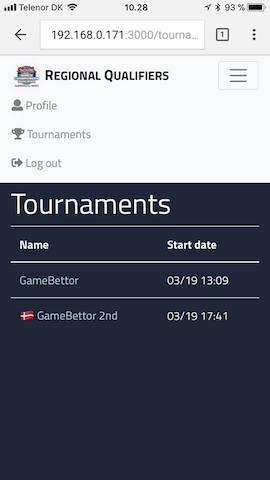 Telenor DK 10.28 93 %
192.168.0.171:3000/tourna... 1
REGIONAL QUALIFIERS
Profile
Tournaments
Log out
Tournaments
Name Start date
GameBettor 03/19 13:09
GameBettor 2nd 03/19 17:41